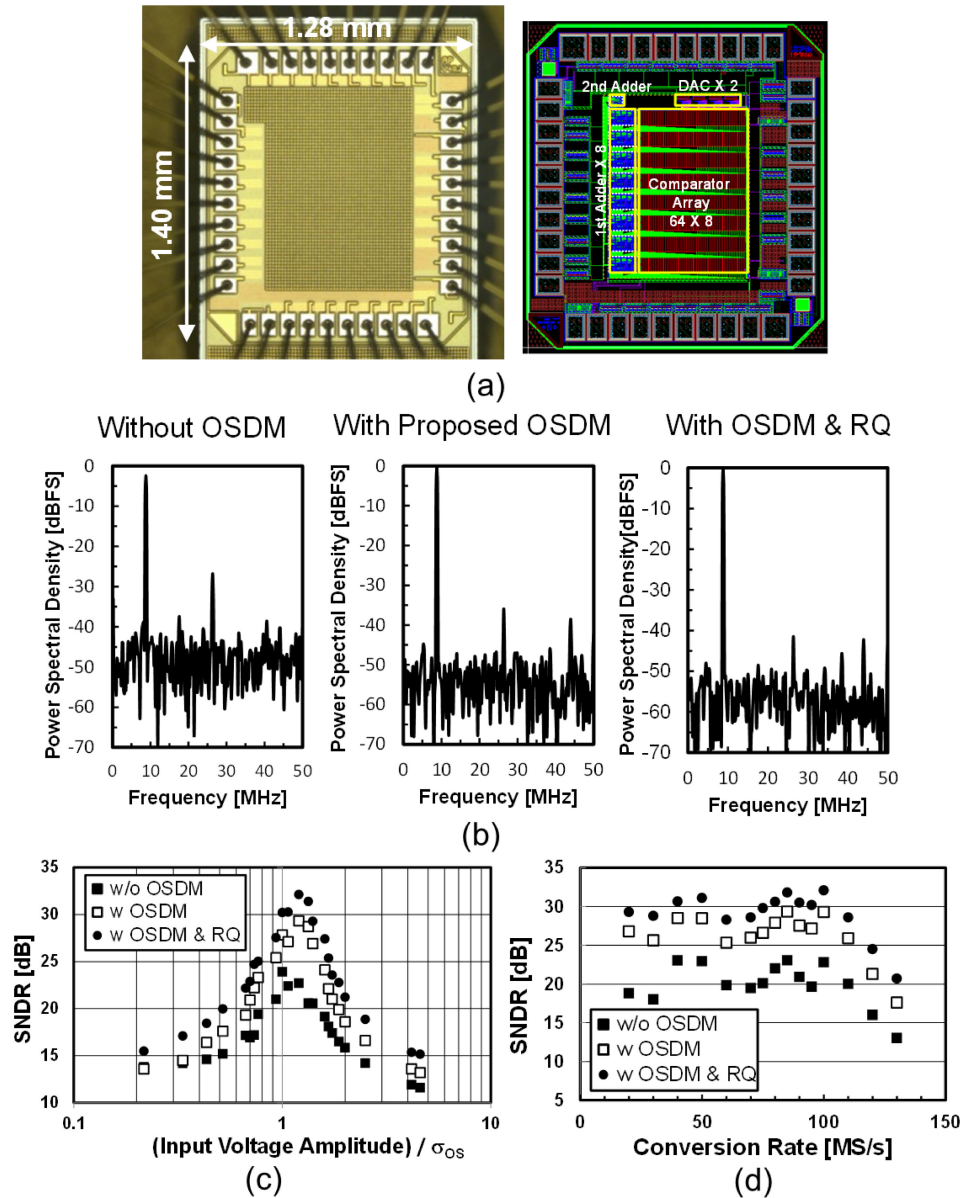 1.28 mm
1.40 mm
2nd Adder
DAC X 2
1st Adder X 8
Comparator
Array
64 X 8
(a)
Without OSDM
With Proposed OSDM
With OSDM & RQ
Power Spectral Density [dBFS]
0
-10
-20
-30
-40
-50
-60
-70
0 10 20 30 40 50
Frequency [MHz]
Power Spectral Density [dBFS]
0
-10
-20
-30
-40
-50
-60
-70
0 10 20 30 40 50
Frequency [MHz]
Power Spectral Density[dBFS]
0
-10
-20
-30
-40
-50
-60
-70
0 10 20 30 40 50
Frequency [MHz]
(b)
SNDR [dB]
35
30
25
20
15
10
w/o OSDM
w OSDM
w OSDM & RQ
0.1 1 10
(Input Voltage Amplitude) / σOS
(c)
SNDR [dB]
35
30
25
20
15
10
5
w/o OSDM
w OSDM
w OSDM & RQ
0 50 100 150
Conversion Rate [MS/s]
(d)